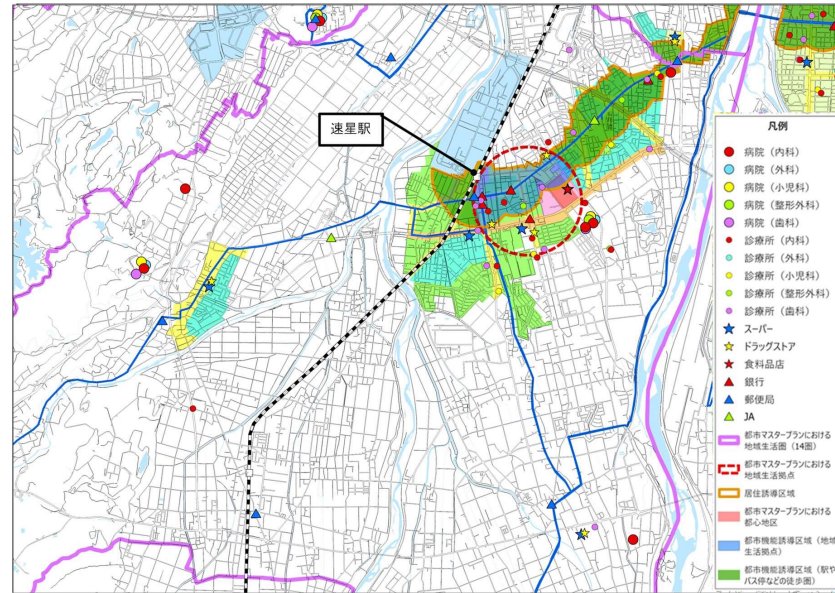 速星駅
凡例
病院（内科）
病院（外科）
病院（小児科）
病院（整形外科）
病院（歯科）
診療所（内科）
診療所（外科）
診療所（小児科）
診療所（整形外科）
診療所（歯科）
スーパー
ドラッグストア
食料品店
銀行
郵便局
JA
都市マスタープランにおける
地域生活圏（14圏）
都市マスタープランにおける
地域生活拠点
居住誘導区域
都市マスタープランにおける
都心地区
都市機能誘導区域（地域
生活拠点）
都市機能誘導区域（駅や
バス停などの徒歩圏）